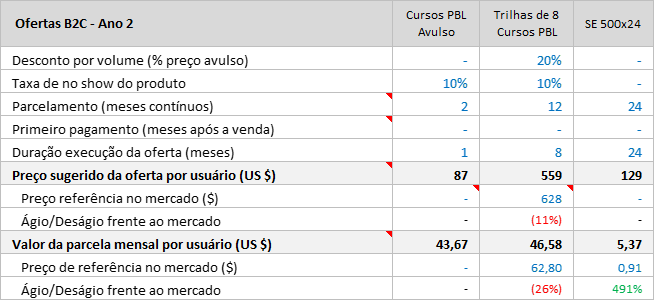 Ofertas B2C - Ano 2 Cursos PBL Avulso Trilhas de 8 Cursos PBL SE 500x24
Desconto por volume (% preço avulso) - 20% -
Taxa de no show do produto 10% 10% -
Parcelamento (meses contínuos) 2 12 24
Primeiro pagamento (meses após a venda) - - -
Duração execução da oferta (meses) 1 8 24
Preço sugerido da oferta por usuário (US $) 87 559 129
Preço referência no mercado ($) - 628 -
Ágio/Deságio frente ao mercado - (11%) -
Valor da parcela mensal por usuário (US $) 43,67 46,58 5,37
Preço de referência no mercado ($) - 62,80 0,91
Ágio/Deságio frente ao mercado - (26%) 491%